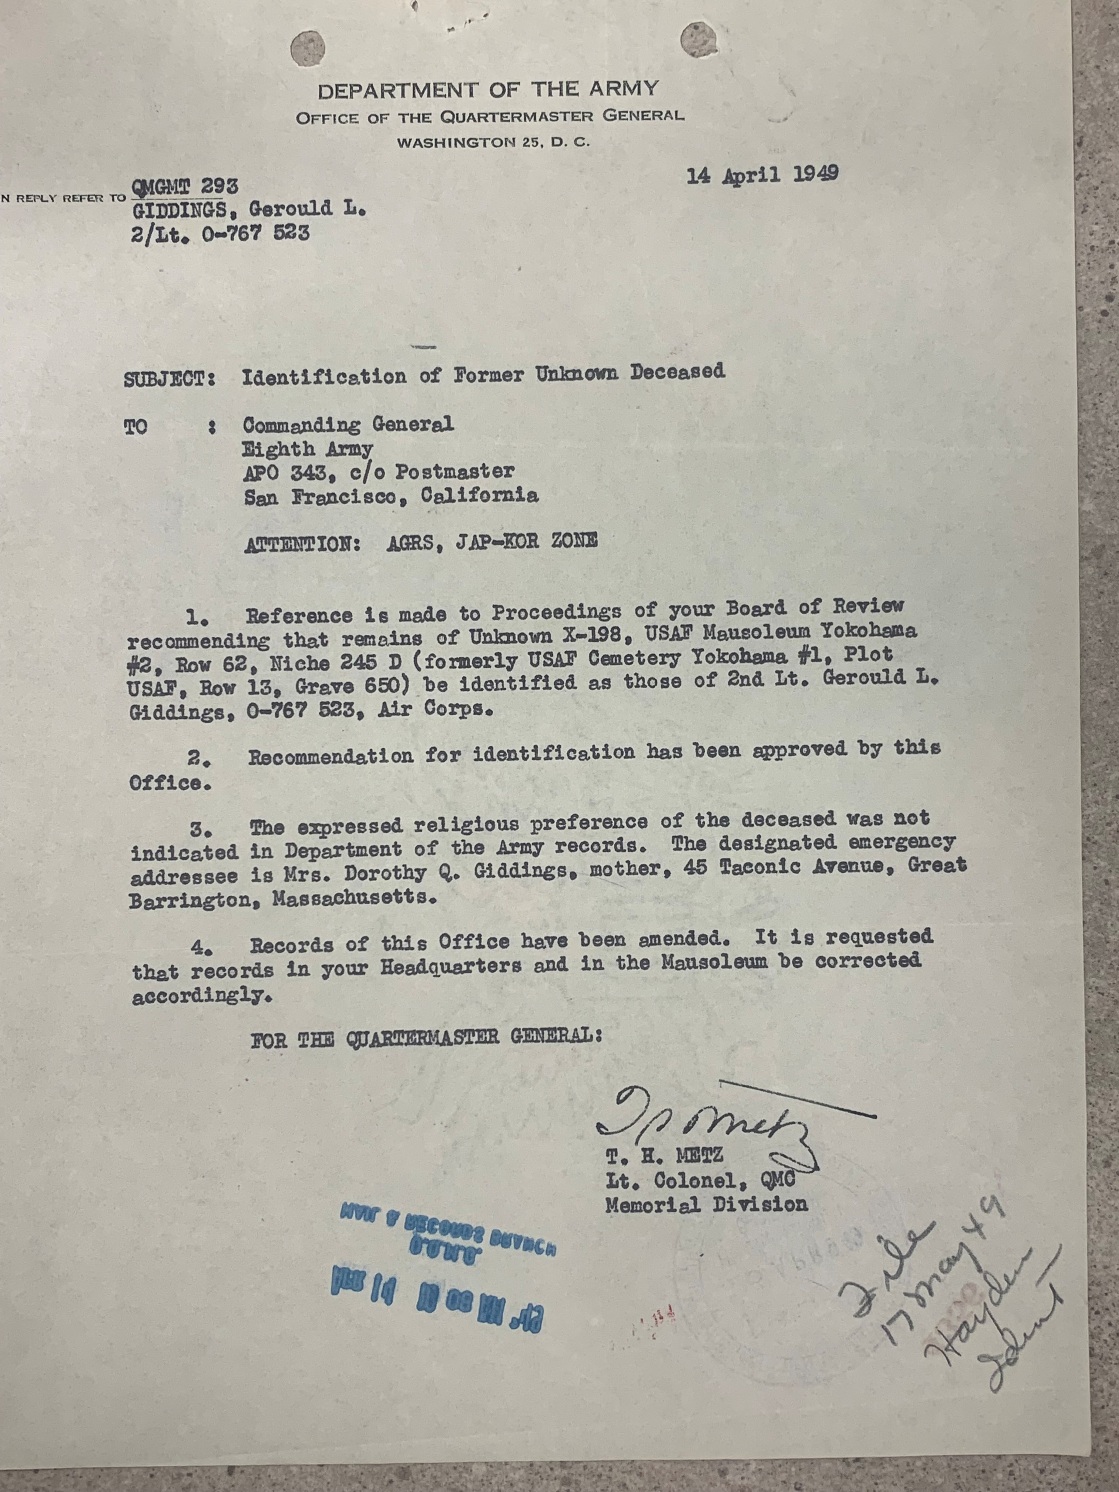 DEPARTMENT OF THE ARMY
OFFICE OF THE QUARTERMASTER GENERAL
WASHINGTON 25, D. C.
14 April 1949
N REPLY REFER TO QMGMT 293
GIDDINGS, Gerould L.
2/Lt. O-767 523
SUBJECT: Identification of Former Unknown Deceased
TO : Commanding General
Eighth Army
APO 343, c/o Postmaster
San Francisco, California
ATTENTION: AGRS, JAP-KOR ZONE
1. Reference is made to Proceedings of your Board of Review
recommending that remains of Unknown X-198, USAF Mausoleum Yokohama
#2, Row 62, Niche 245 D (formerly USAF Cemetery Yokohama #1, Plot
USAF, Row 13, Grave 650) be identified as those of 2nd Lt. Gerould L.
Giddings, O-767 523, Air Corps.
2. Recommendation for identification has been approved by this
Office.
3. The expressed religious preference of the deceased was not
indicated in Department of the Army records. The designated emergency
addressee is Mrs. Dorothy Q. Giddings, mother, 45 Taconic Avenue, Great
Barrington, Massachusetts.
4. Records of this Office have been amended. It is requested
that records in your Headquarters and in the Mausoleum be corrected
accordingly.
FOR THE QUARTERMASTER GENERAL:
T. H. METZ
Lt. Colonel, QMC
Memorial Division
MAIL & RECORDS BRANCH
O.Q.M.G.
File
17 May 49
Hayden
Ident